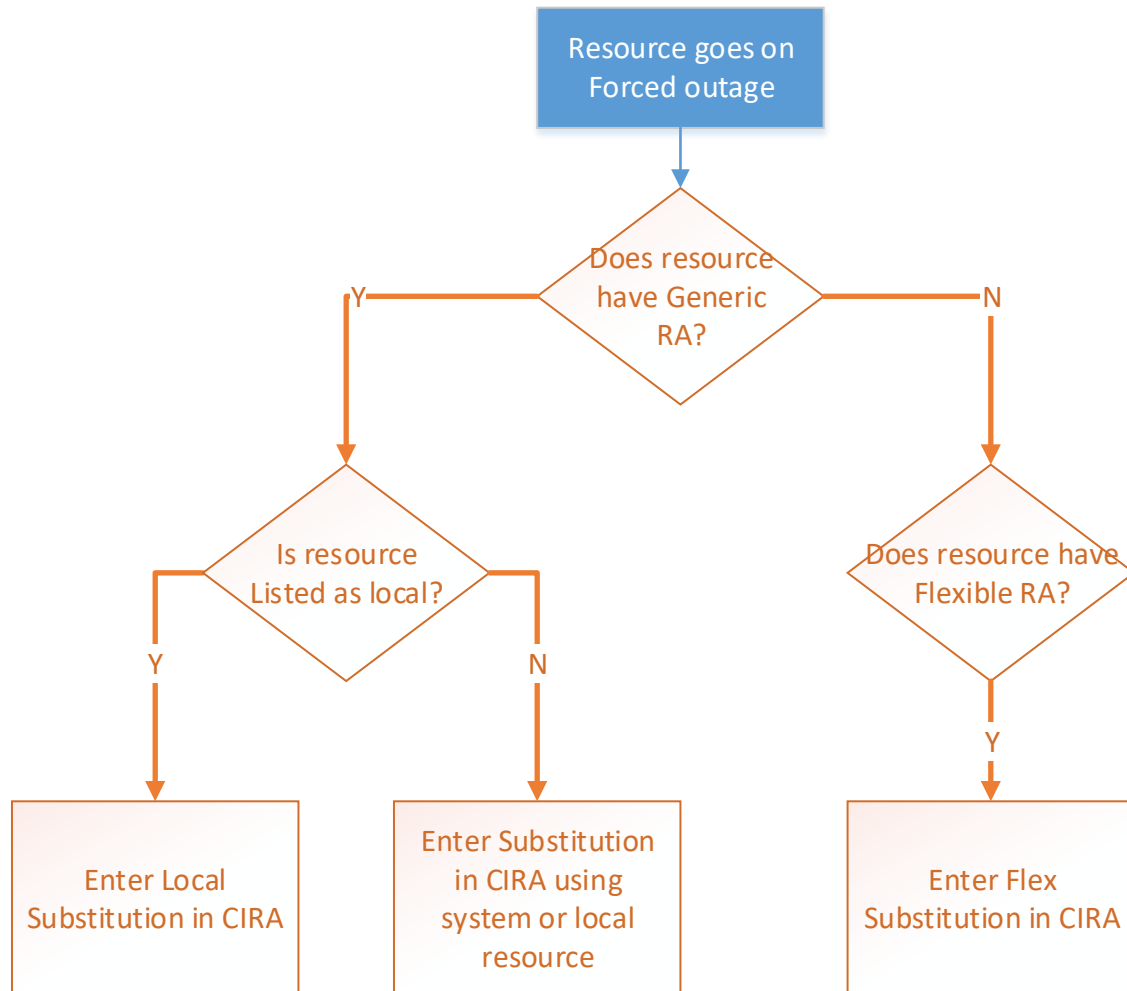 Resource goes on
Forced outage
Does resource
have Generic
RA?
Y
N
Is resource
Listed as local?
Does resource have
Flexible RA?
Y
N
Y
Enter Local
Substitution in CIRA
Enter Substitution
in CIRA using
system or local
resource
Enter Flex
Substitution in CIRA